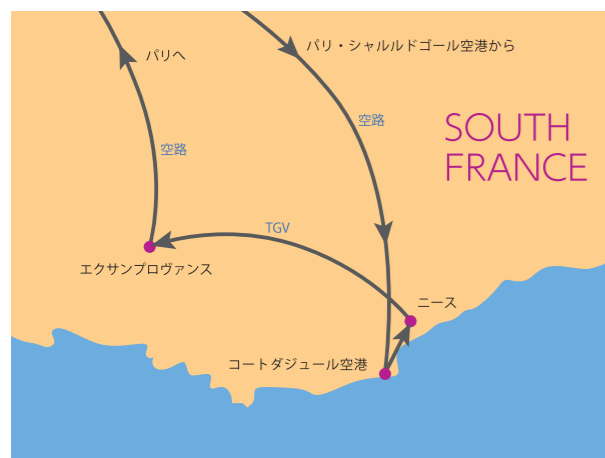 パリ・シャルルドゴール空港から
パリへ
空路
SOUTH
FRANCE
空路
TGV
エクサンプロヴァンス
ニース
コートダジュール空港